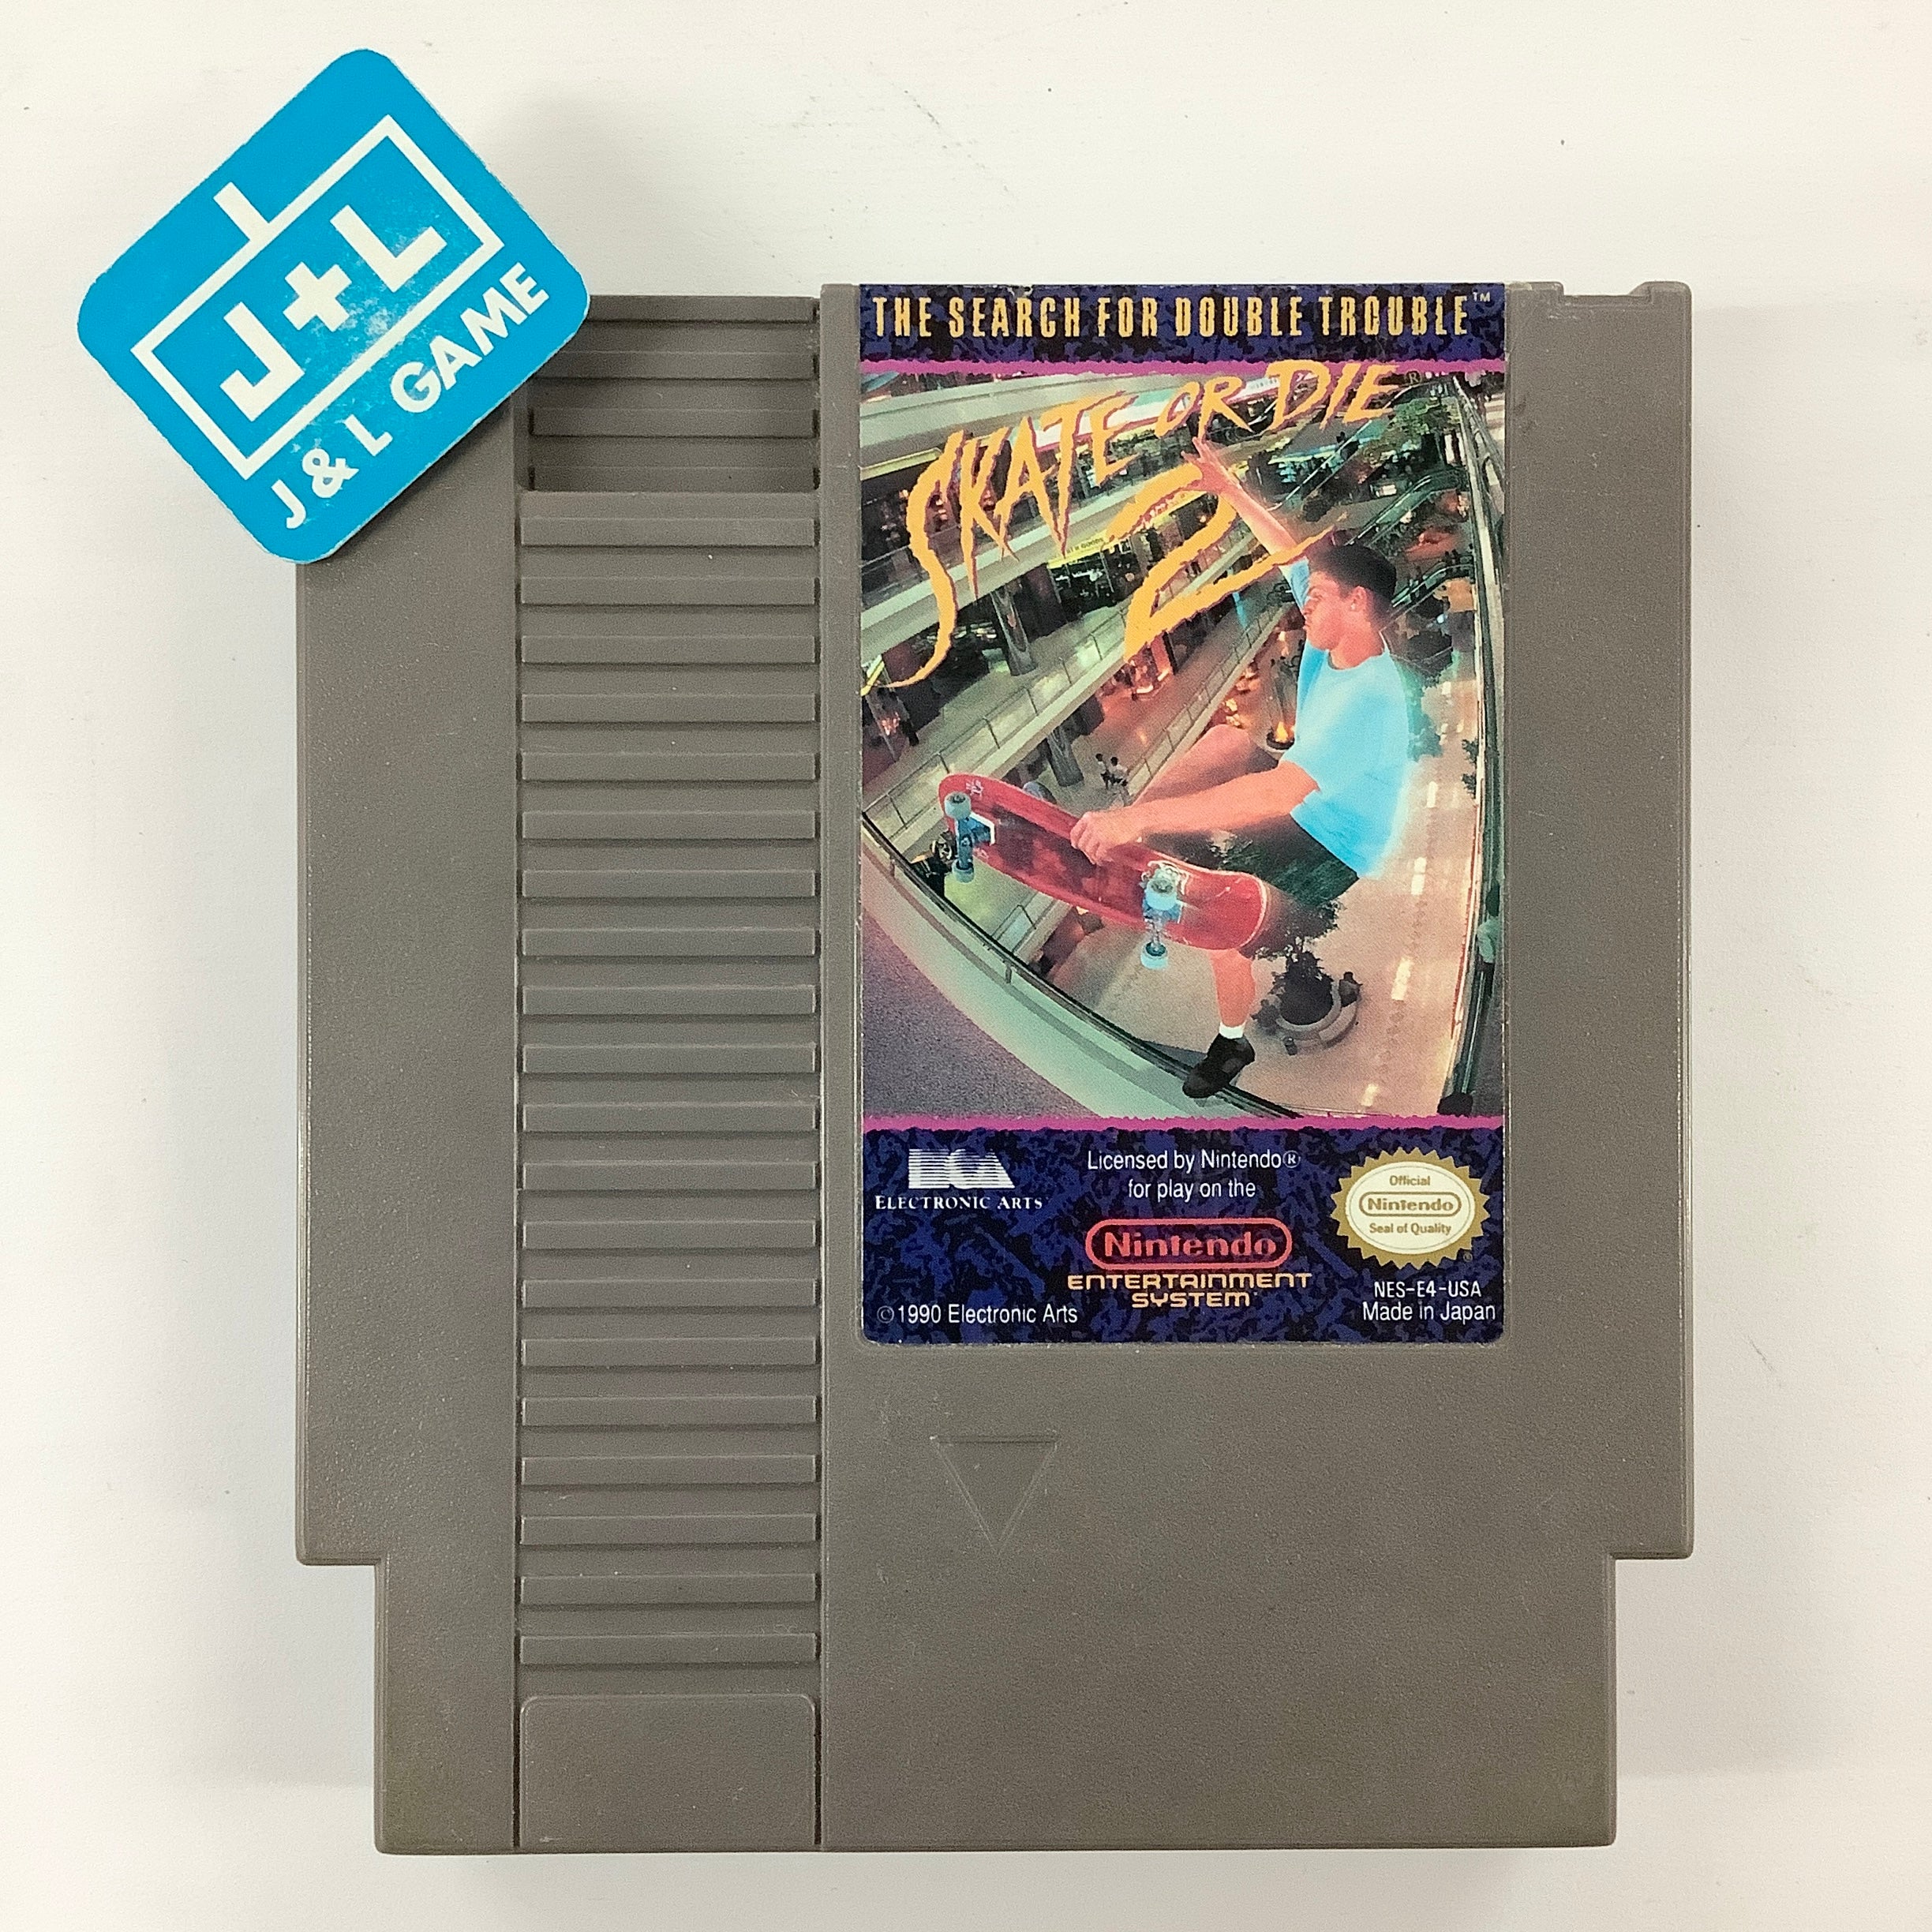 J+L
J & L GAME
THE SEARCH FOR DOUBLE TROUBLE™
SKATE OR DIE®
2
ELECTRONIC ARTS
Licensed by Nintendo®
for play on the
Nintendo
ENTERTAINMENT
SYSTEM
Official
Nintendo
Seal of Quality
®
NES-E4-USA
©1990 Electronic Arts
Made in Japan